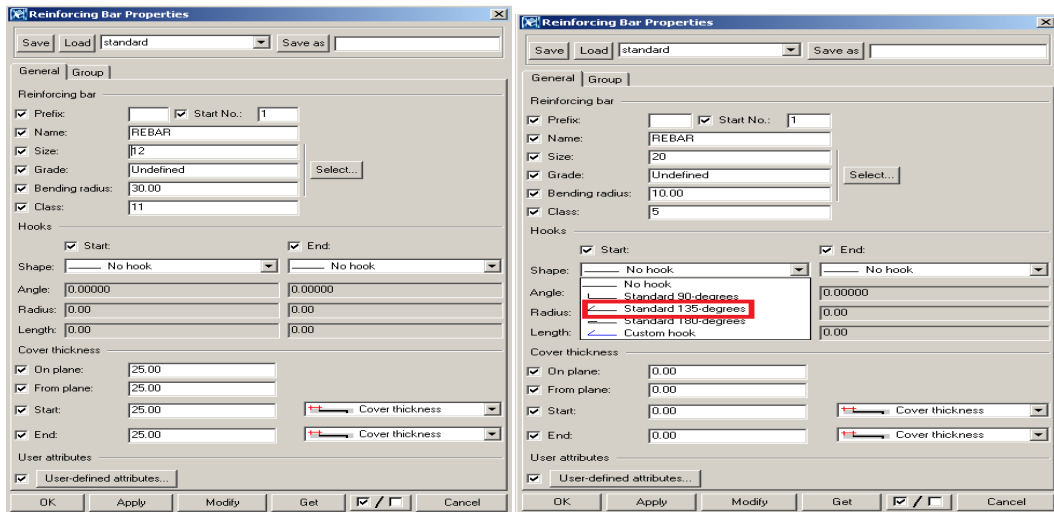 Reinforcing Bar Properties
Save Load standard Save as
General Group
Reinforcing bar
Prefix: Start No.: 1
Name: REBAR
Size: 12
Grade: Undefined Select...
Bending radius: 30.00
Class: 11
Hooks
Start: End:
Shape: No hook No hook
Angle: 0.00000 0.00000
Radius: 0.00 0.00
Length: 0.00 0.00
Cover thickness
On plane: 25.00
From plane: 25.00
Start: 25.00 Cover thickness
End: 25.00 Cover thickness
User attributes
User-defined attributes...
OK Apply Modify Get / Cancel
Reinforcing Bar Properties
Save Load standard Save as
General Group
Reinforcing bar
Prefix: Start No.: 1
Name: REBAR
Size: 20
Grade: Undefined Select...
Bending radius: 10.00
Class: 5
Hooks
Start: End:
Shape: No hook No hook
No hook
Angle: Standard 90-degrees 0.00000
Radius: Standard 135-degrees 0.00
Standard 180-degrees
Length: Custom hook 0.00
Cover thickness
On plane: 0.00
From plane: 0.00
Start: 0.00 Cover thickness
End: 0.00 Cover thickness
User attributes
User-defined attributes...
OK Apply Modify Get / Cancel